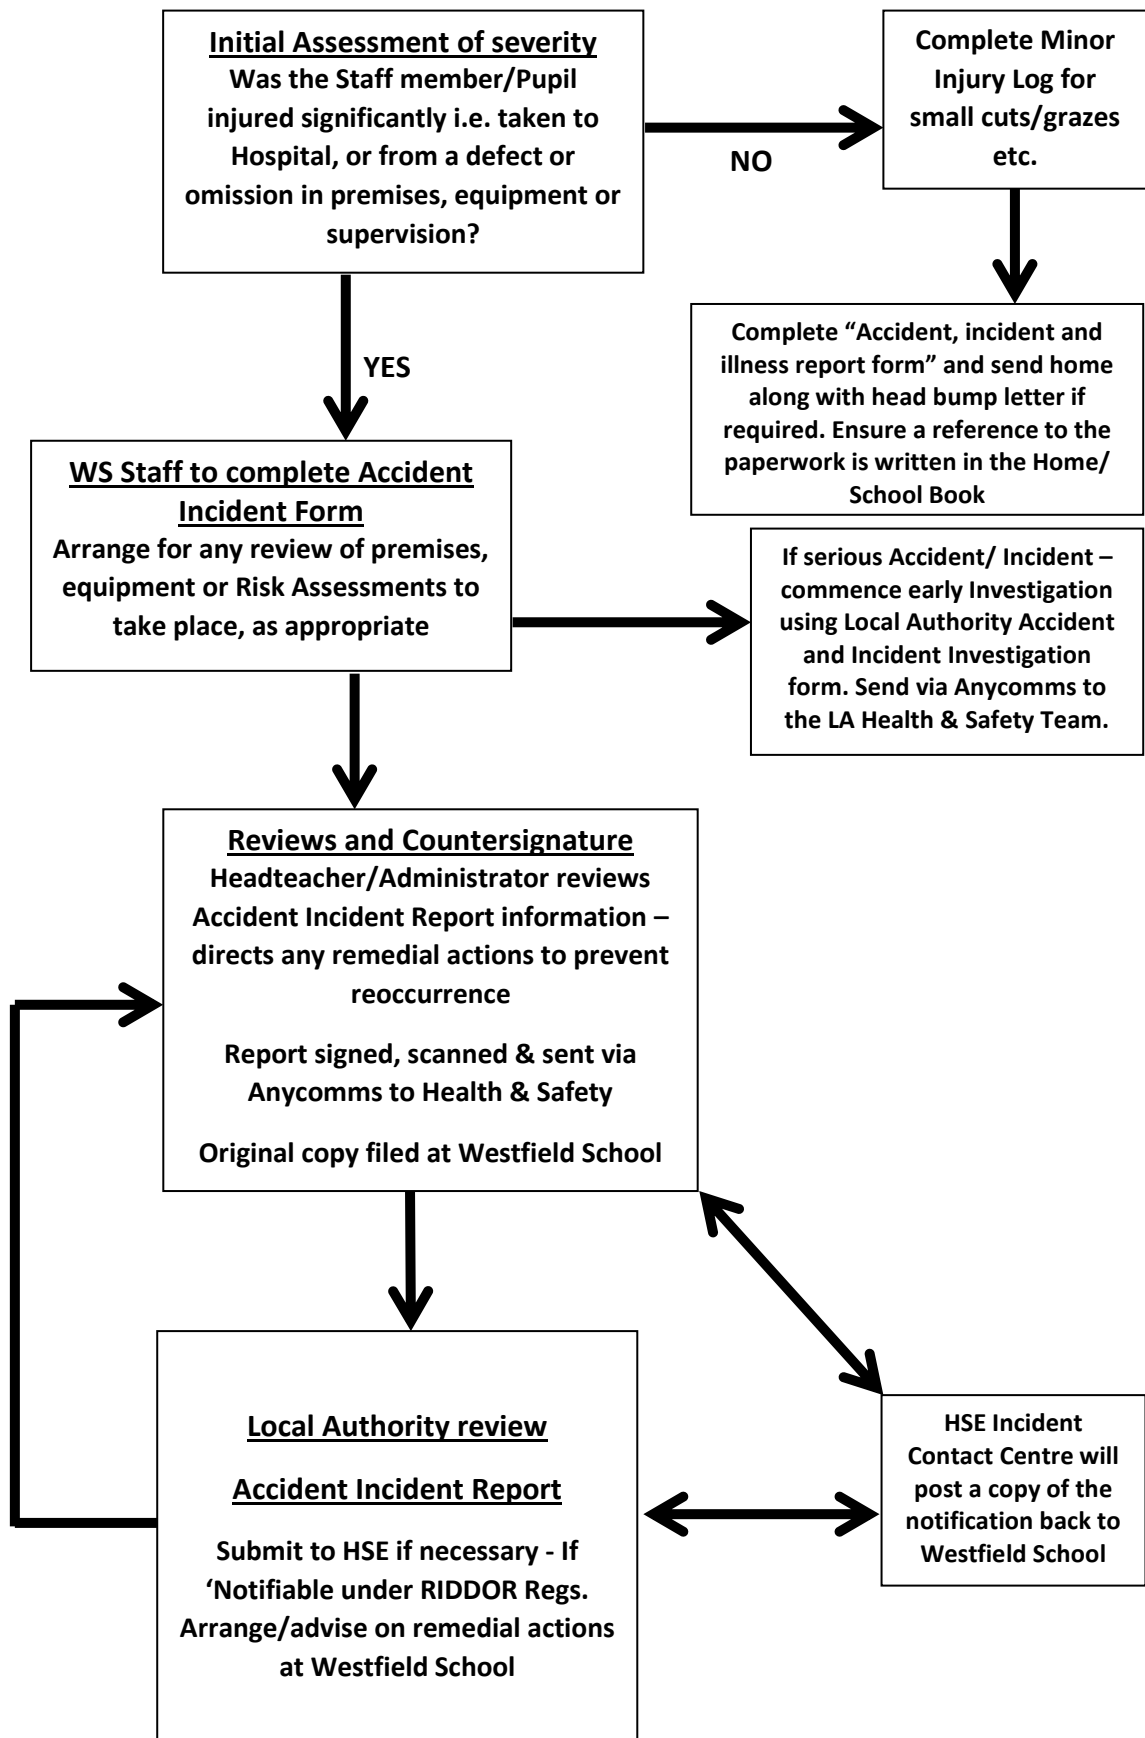 Initial Assessment of severity
Was the Staff member/Pupil
injured significantly i.e. taken to
Hospital, or from a defect or
omission in premises, equipment or
supervision?
NO
Complete Minor
Injury Log for
small cuts/grazes
etc.
YES
Complete “Accident, incident and
illness report form” and send home
along with head bump letter if
required. Ensure a reference to the
paperwork is written in the Home/
School Book
WS Staff to complete Accident
Incident Form
Arrange for any review of premises,
equipment or Risk Assessments to
take place, as appropriate
If serious Accident/ Incident –
commence early Investigation
using Local Authority Accident
and Incident Investigation
form. Send via Anycomms to
the LA Health & Safety Team.
Reviews and Countersignature
Headteacher/Administrator reviews
Accident Incident Report information –
directs any remedial actions to prevent
reoccurrence
Report signed, scanned & sent via
Anycomms to Health & Safety
Original copy filed at Westfield School
Local Authority review
Accident Incident Report
Submit to HSE if necessary - If
‘Notifiable under RIDDOR Regs.
Arrange/advise on remedial actions
at Westfield School
HSE Incident
Contact Centre will
post a copy of the
notification back to
Westfield School